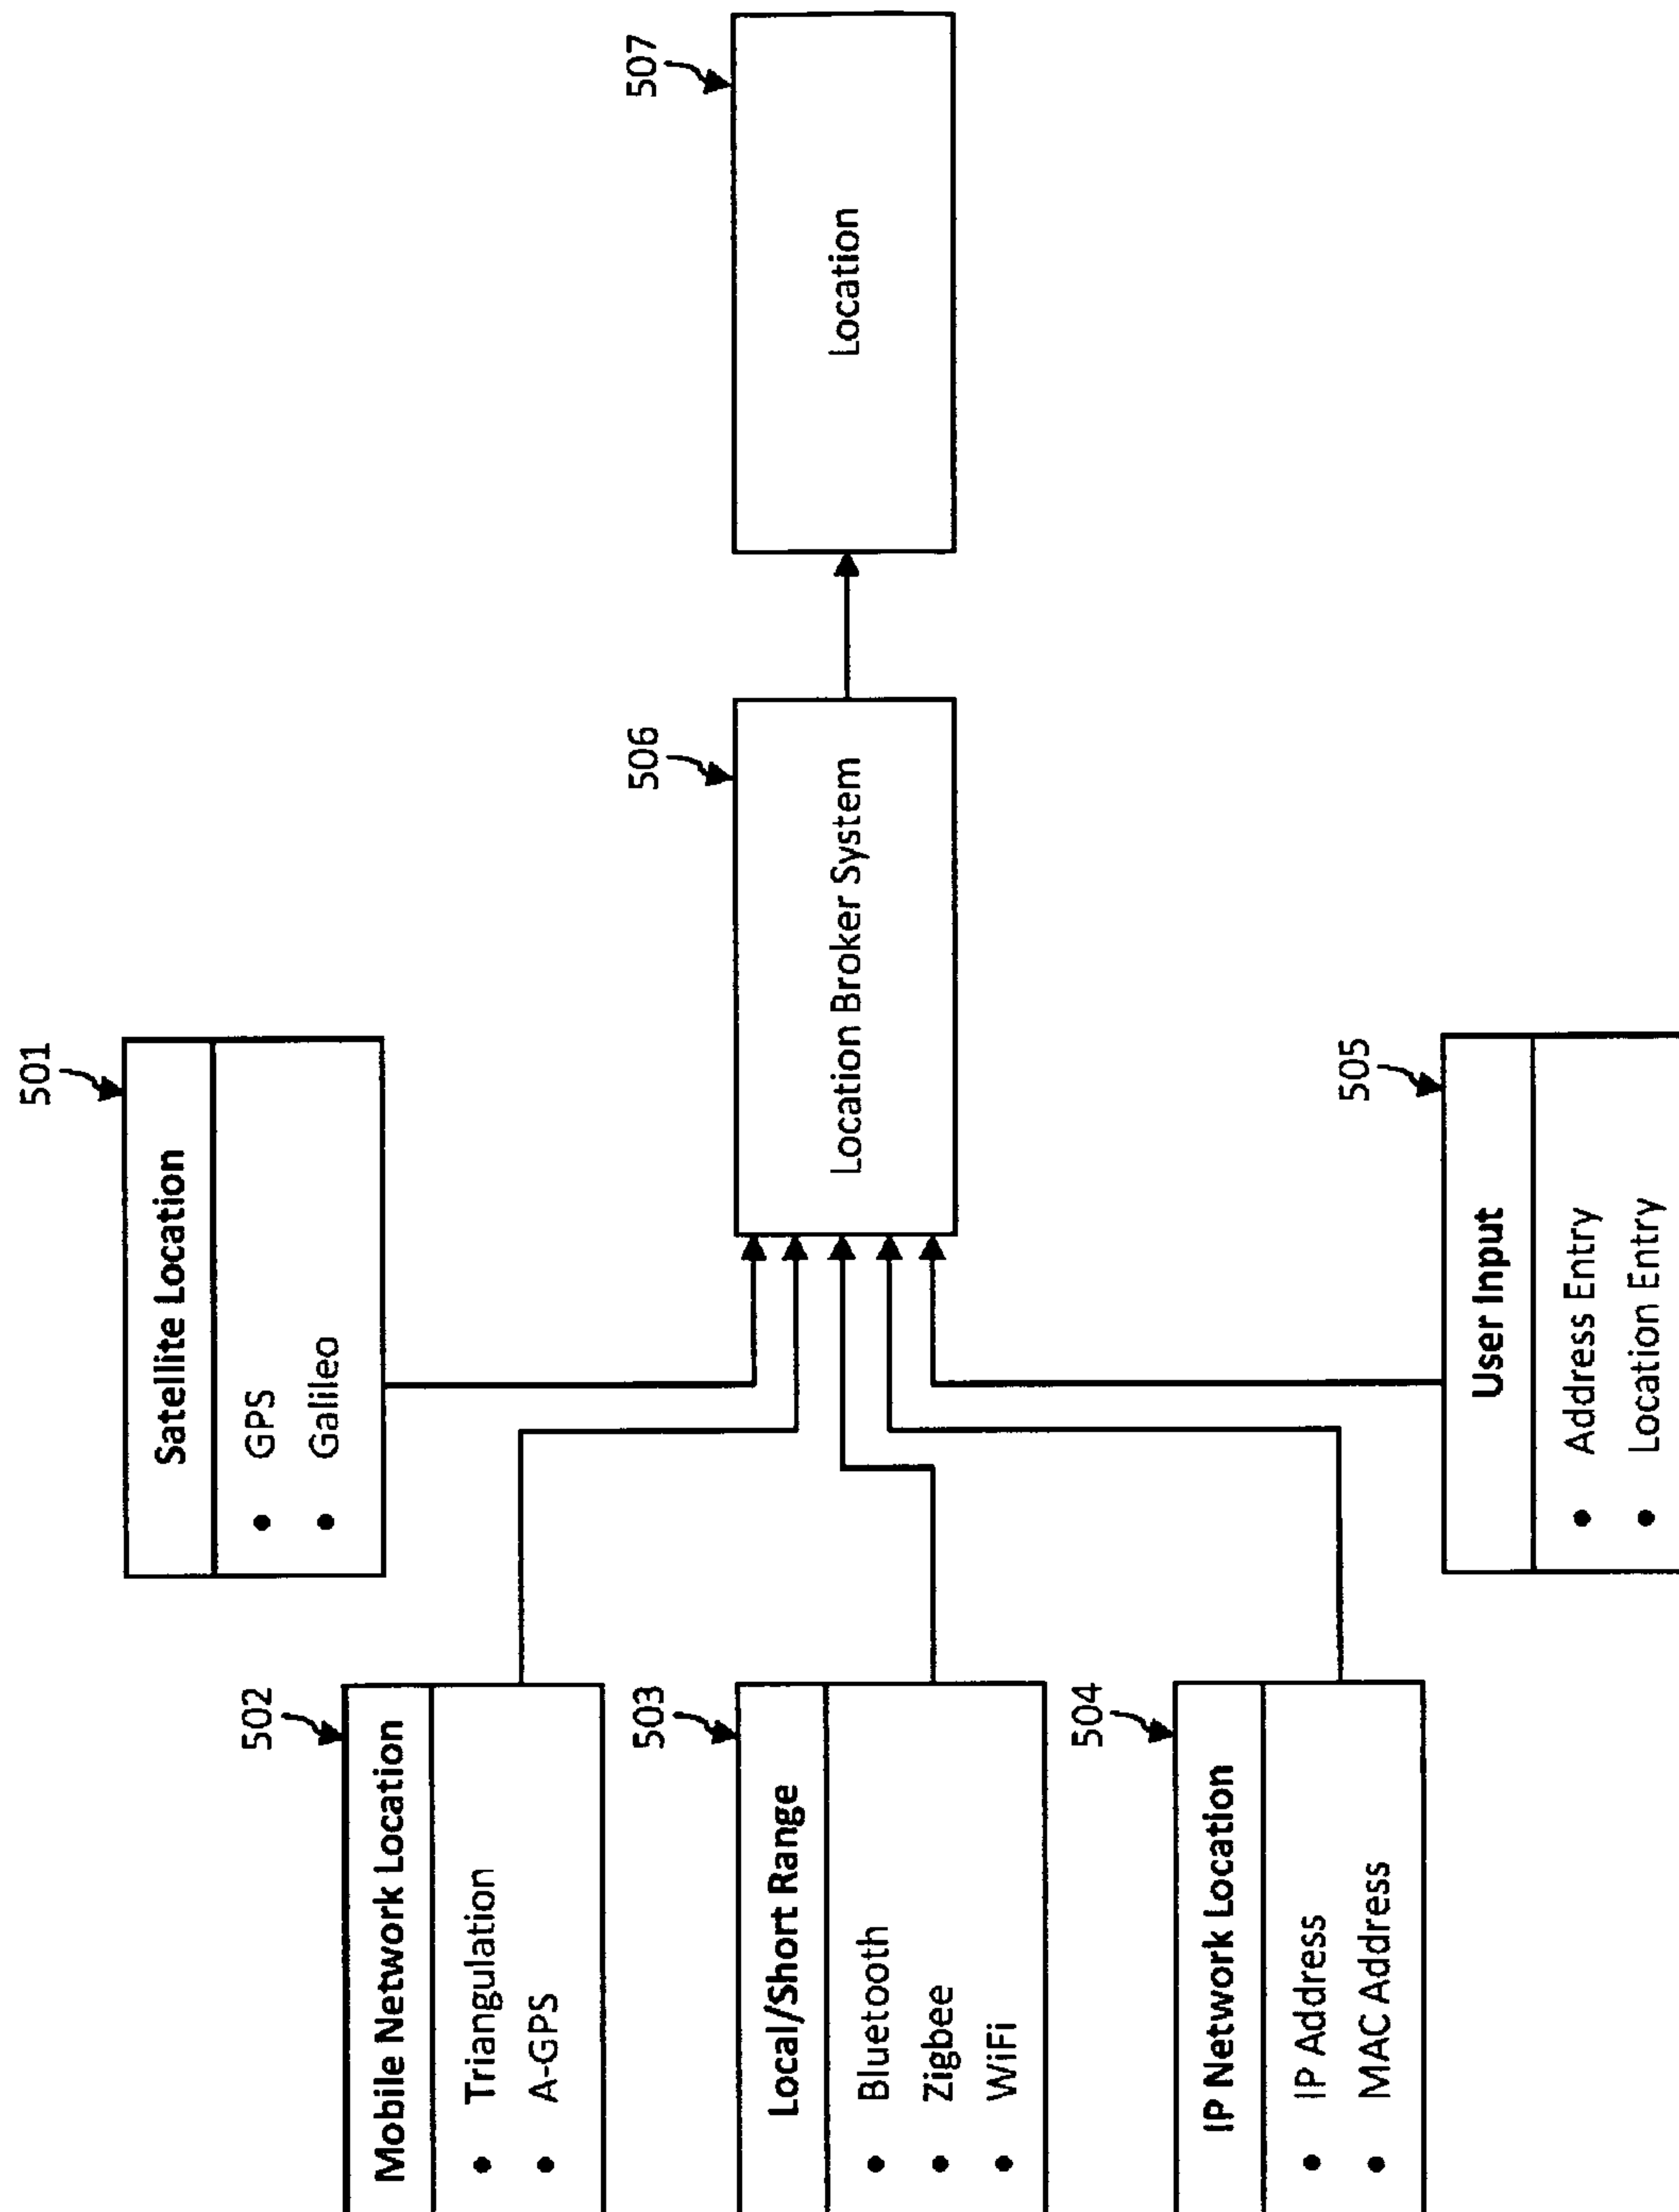 501
Satellite Location
• GPS
• Galileo
502
Mobile Network Location
• Triangulation
• A-GPS
503
Local/Short Range
• Bluetooth
• Zigbee
• WiFi
504
IP Network Location
• IP Address
• MAC Address
505
User Input
• Address Entry
• Location Entry
506
Location Broker System
507
Location